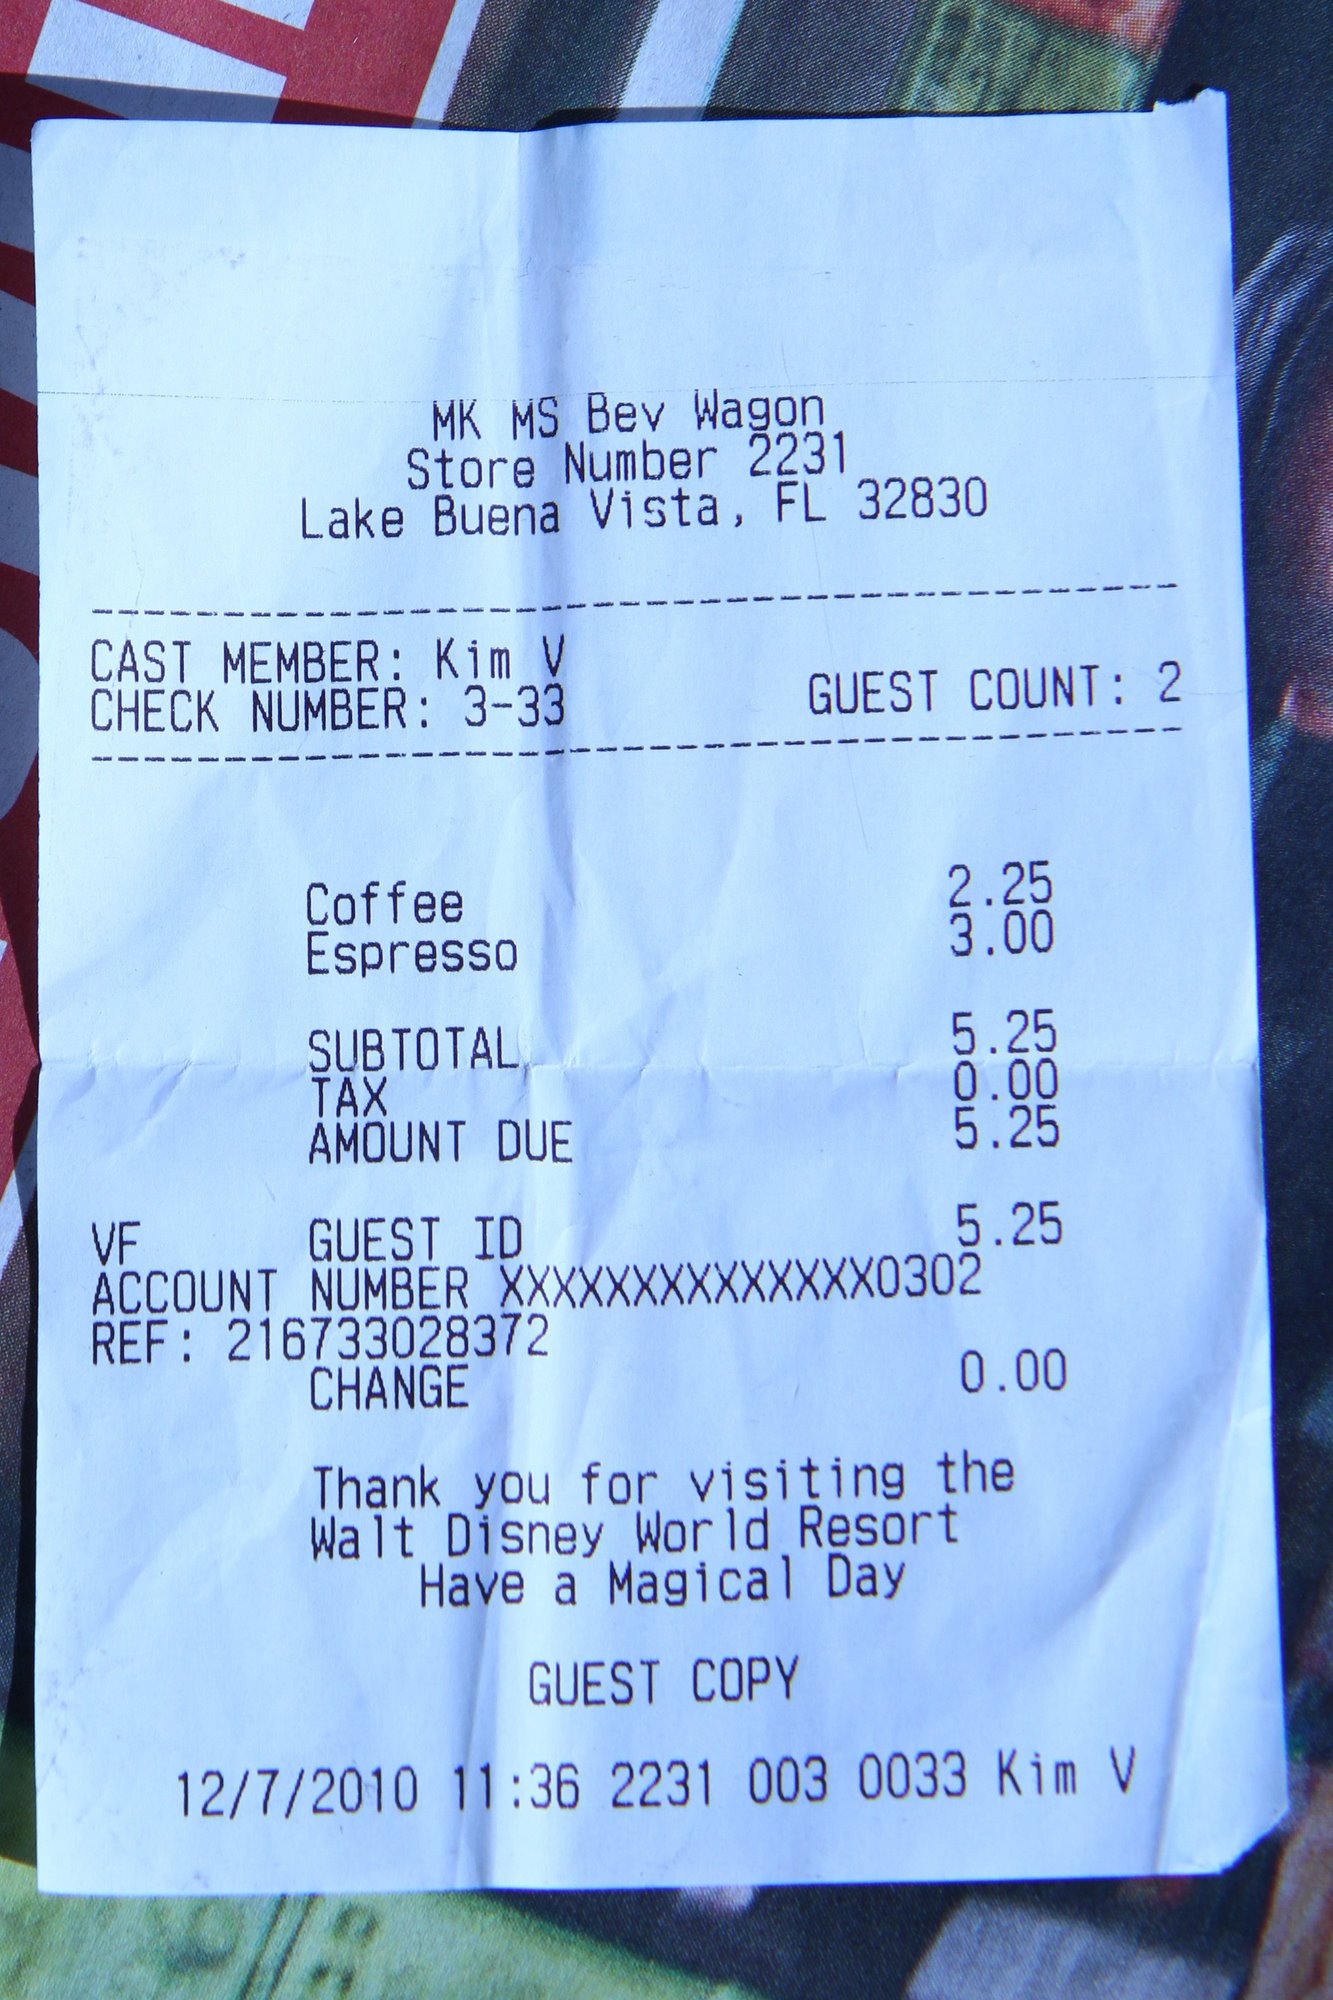 MK MS Bev Wagon
Store Number 2231
Lake Buena Vista, FL 32830
CAST MEMBER: Kim V
CHECK NUMBER: 3-33 GUEST COUNT: 2
Coffee 2.25
Espresso 3.00
SUBTOTAL 5.25
TAX 0.00
AMOUNT DUE 5.25
VF GUEST ID 5.25
ACCOUNT NUMBER XXXXXXXXXXXXXX0302
REF: 216733028372
CHANGE 0.00
Thank you for visiting the
Walt Disney World Resort
Have a Magical Day
GUEST COPY
12/7/2010 11:36 2231 003 0033 Kim V